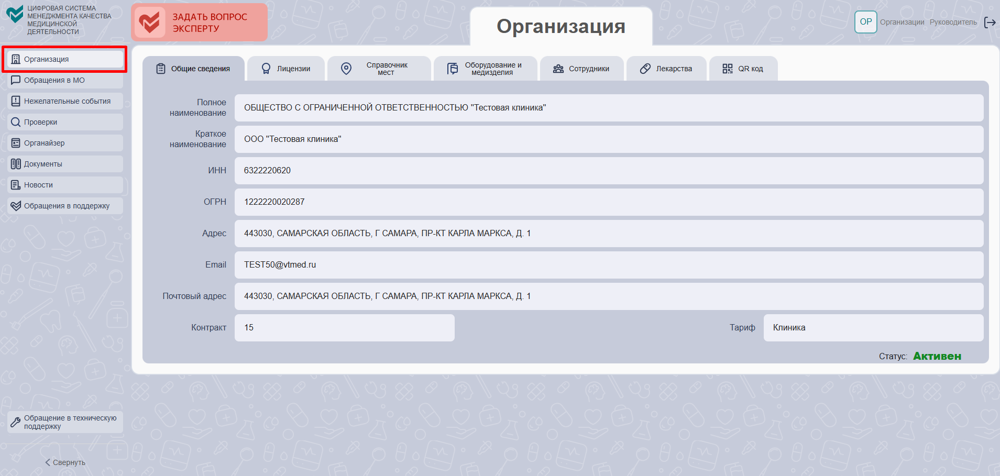 ЦИФРОВАЯ СИСТЕМА
МЕНЕДЖМЕНТА КАЧЕСТВА
МЕДИЦИНСКОЙ
ДЕЯТЕЛЬНОСТИ
ЗАДАТЬ ВОПРОС
ЭКСПЕРТУ
Организация
ОР Организации Руководитель
Организация
Обращения в МО
Нежелательные события
Проверки
Органайзер
Документы
Новости
Обращения в поддержку
Обращение в техническую
поддержку
Свернуть
Общие сведения
Лицензии
Справочник
мест
Оборудование и
медизделия
Сотрудники
Лекарства
QR код
Полное
наименование
ОБЩЕСТВО С ОГРАНИЧЕННОЙ ОТВЕТСТВЕННОСТЬЮ "Тестовая клиника"
Краткое
наименование
ООО "Тестовая клиника"
ИНН
6322220620
ОГРН
1222220020287
Адрес
443030, САМАРСКАЯ ОБЛАСТЬ, Г САМАРА, ПР-КТ КАРЛА МАРКСА, Д. 1
Email
TEST50@vtmed.ru
Почтовый адрес
443030, САМАРСКАЯ ОБЛАСТЬ, Г САМАРА, ПР-КТ КАРЛА МАРКСА, Д. 1
Контракт
15
Тариф
Клиника
Статус: Активен